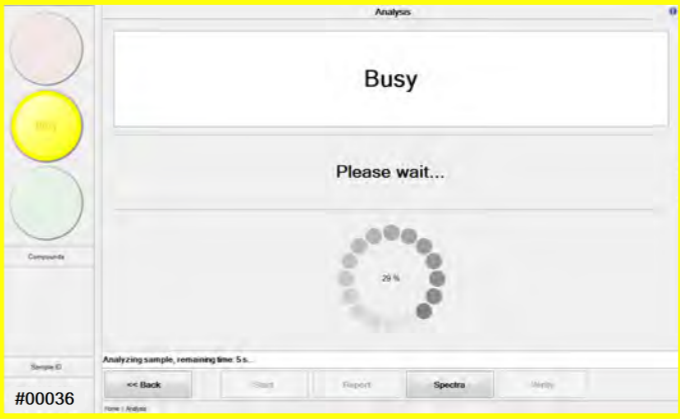 Analysis
Busy
BUSY
Please wait...
29 %
Compounds
Analyzing sample, remaining time: 5 s...
Sample ID
<< Back Start Report Spectra
#00036
Home | Analysis